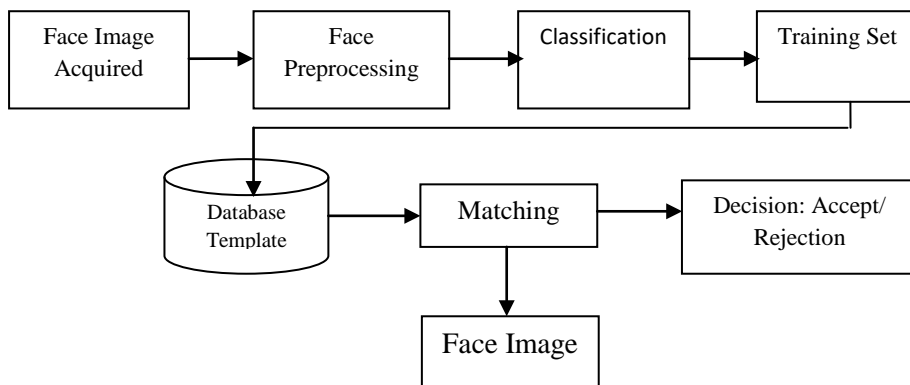 Face Image
Acquired
Face
Preprocessing
Classification
Training Set
Database
Template
Matching
Decision: Accept/
Rejection
Face Image